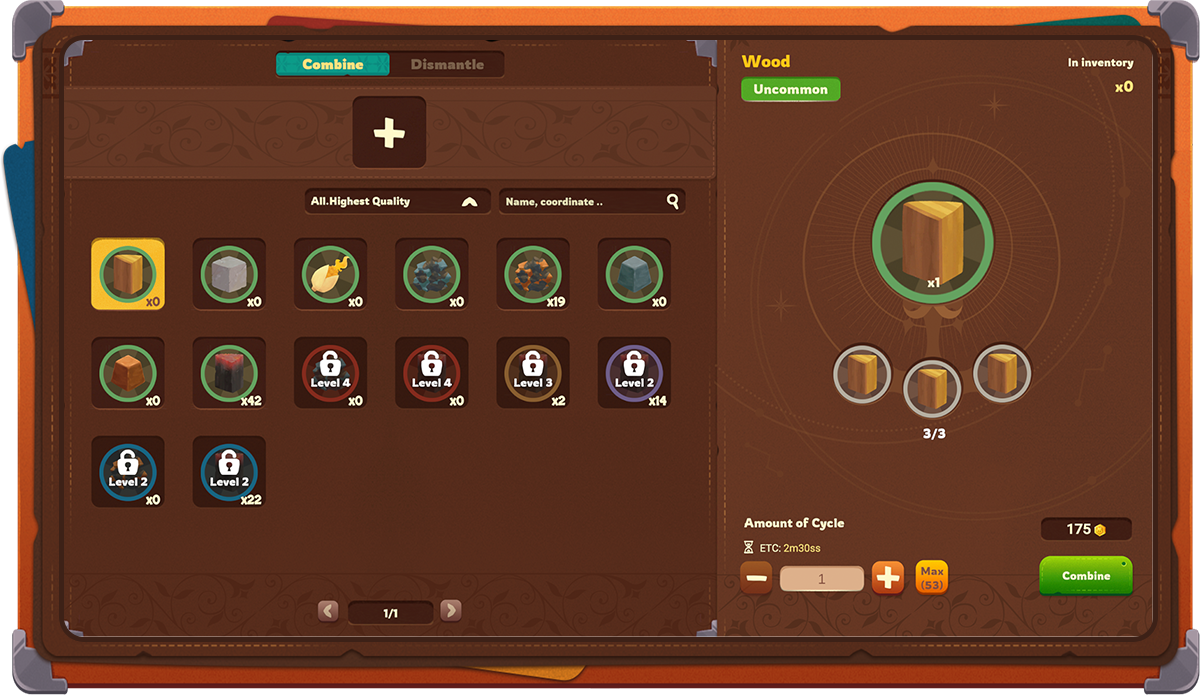 Combine
Dismantle
All.Highest Quality
Name, coordinate ..
x0
x0
x0
x0
x19
x0
x0
x42
Level 4
x0
Level 4
x0
Level 3
x2
Level 2
x14
Level 2
x0
Level 2
x22
1/1
Wood
In inventory
Uncommon
x0
x1
3/3
Amount of Cycle
175
ETC: 2m30ss
1
Max
(53)
Combine